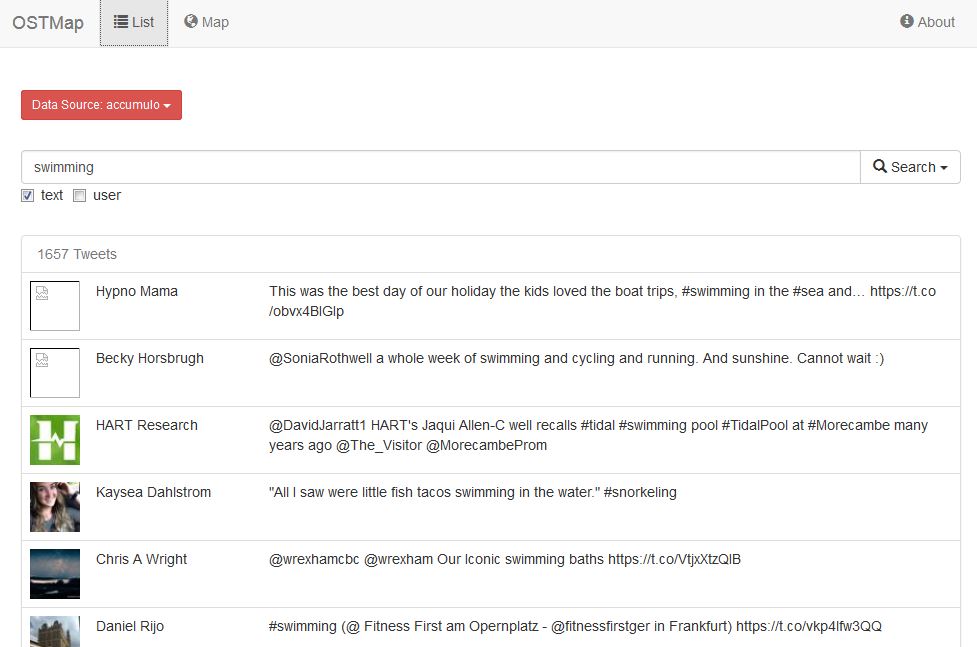 OSTMap List Map About
Data Source: accumulo
swimming Search
text user
1657 Tweets
Hypno Mama This was the best day of our holiday the kids loved the boat trips, #swimming in the #sea and… https://t.co
/obvx4BlGlp
Becky Horsbrugh @SoniaRothwell a whole week of swimming and cycling and running. And sunshine. Cannot wait :)
HART Research @DavidJarratt1 HART's Jaqui Allen-C well recalls #tidal #swimming pool #TidalPool at #Morecambe many
years ago @The_Visitor @MorecambeProm
Kaysea Dahlstrom "All I saw were little fish tacos swimming in the water." #snorkeling
Chris A Wright @wrexhamcbc @wrexham Our Iconic swimming baths https://t.co/VtjxXtzQIB
Daniel Rijo #swimming (@ Fitness First am Opernplatz - @fitnessfirstger in Frankfurt) https://t.co/vkp4lfw3QQ